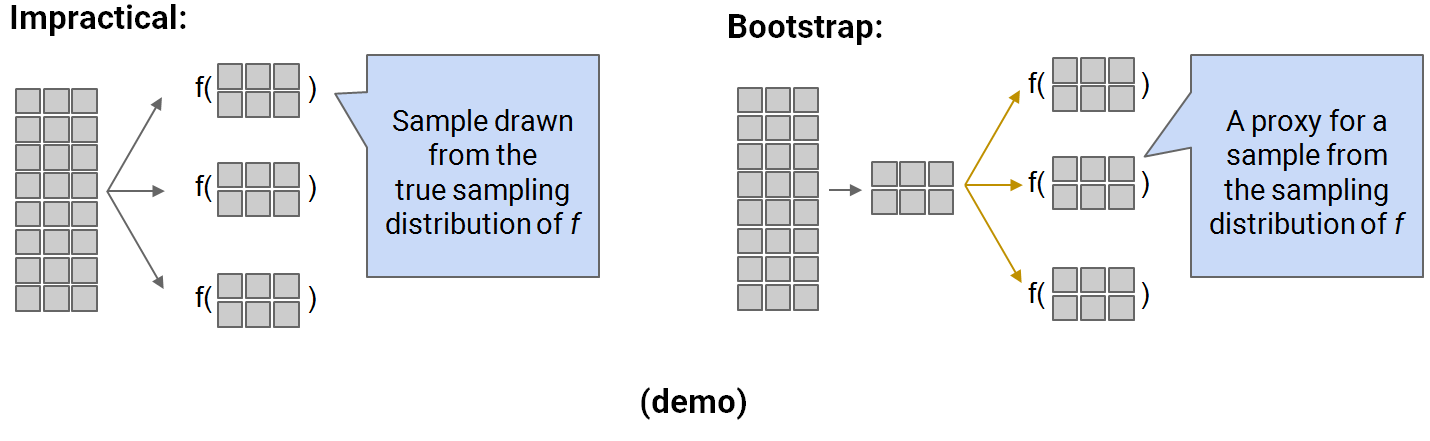 Impractical:
f( )
f( )
f( )
Sample drawn
from the
true sampling
distribution of f
Bootstrap:
f( )
f( )
f( )
A proxy for a
sample from
the sampling
distribution of f
(demo)